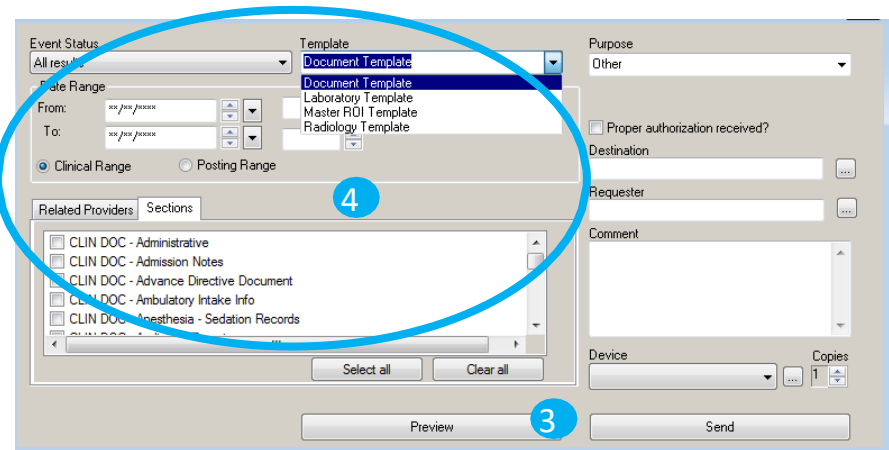 Event Status Template Purpose
All results Document Template Other
Document Template
Laboratory Template
Master ROI Template
Radiology Template
Date Range
From: **/**/****
To: **/**/****
Clinical Range Posting Range
Proper authorization received?
Destination
...
Requester
...
Related Providers Sections
4
Comment
CLIN DOC - Administrative
CLIN DOC - Admission Notes
CLIN DOC - Advance Directive Document
CLIN DOC - Ambulatory Intake Info
CLIN DOC - Anesthesia - Sedation Records
CLIN DOC -
Select all Clear all
Device Copies
... 1
Preview 3 Send